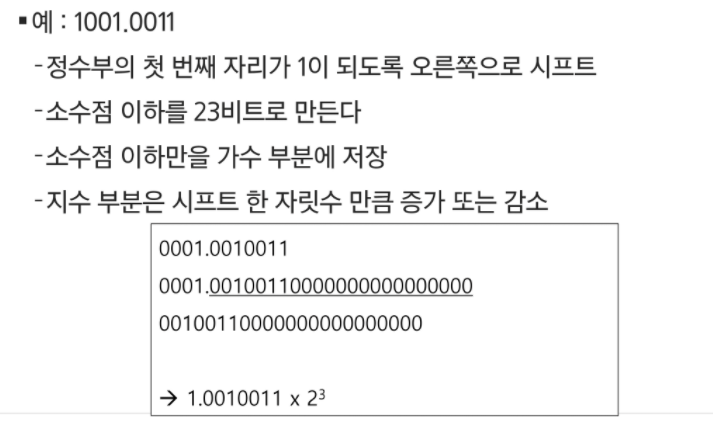 ▪예 : 1001.0011
-정수부의 첫 번째 자리가 1이 되도록 오른쪽으로 시프트
-소수점 이하를 23비트로 만든다
-소수점 이하만을 가수 부분에 저장
-지수 부분은 시프트 한 자릿수 만큼 증가 또는 감소
0001.0010011
0001.00100110000000000000000
00100110000000000000000
→ 1.0010011 x 2³